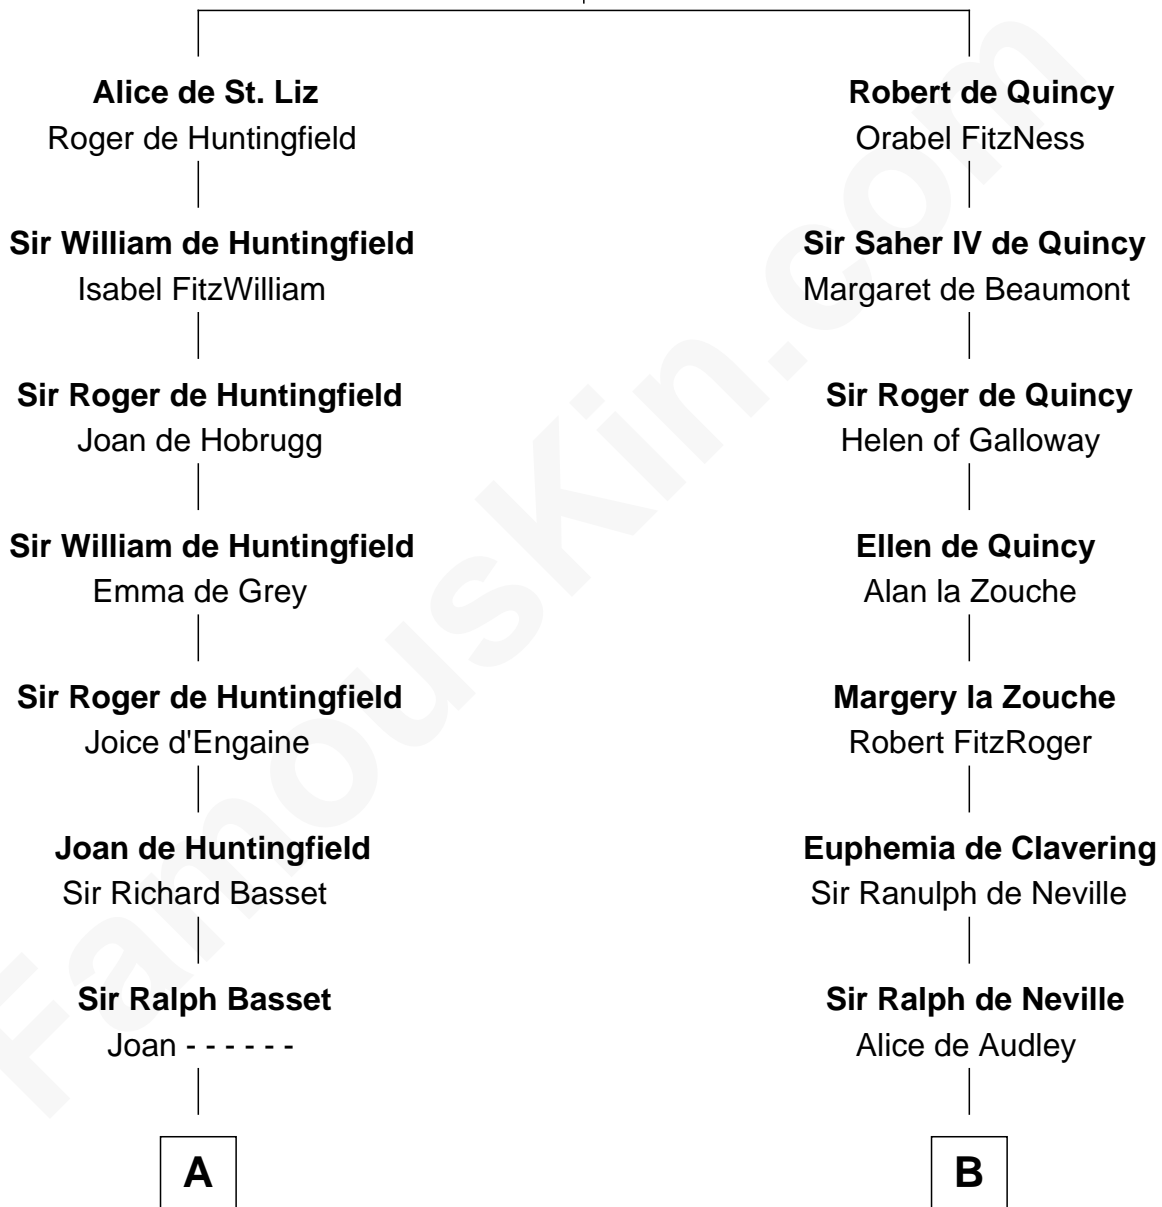 Alice de St. Liz
Roger de Huntingfield
Sir William de Huntingfield
Isabel FitzWilliam
Sir Roger de Huntingfield
Joan de Hobrugg
Sir William de Huntingfield
Emma de Grey
Sir Roger de Huntingfield
Joice d'Engaine
Joan de Huntingfield
Sir Richard Basset
Sir Ralph Basset
Joan - - - - - -
A
Robert de Quincy
Orabel FitzNess
Sir Saher IV de Quincy
Margaret de Beaumont
Sir Roger de Quincy
Helen of Galloway
Ellen de Quincy
Alan la Zouche
Margery la Zouche
Robert FitzRoger
Euphemia de Clavering
Sir Ranulph de Neville
Sir Ralph de Neville
Alice de Audley
B
FamousKin.com